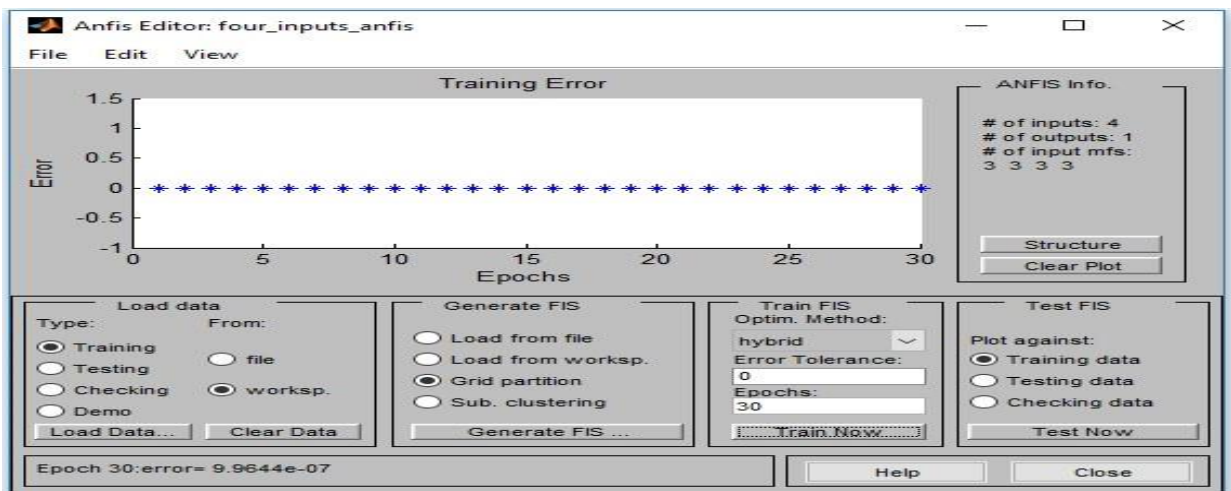 Anfis Editor: four_inputs_anfis
File Edit View
Training Error
1.5
1
0.5
0
-0.5
-1
Error
0 5 10 15 20 25 30
Epochs
ANFIS Info.
# of inputs: 4
# of outputs: 1
# of input mfs:
3 3 3 3
Structure
Clear Plot
Load data
Type: From:
Training
Testing
Checking
Demo
file
worksp.
Load Data... Clear Data
Generate FIS
Load from file
Load from worksp.
Grid partition
Sub. clustering
Generate FIS ...
Train FIS
Optim. Method:
hybrid
Error Tolerance:
0
Epochs:
30
Train Now
Test FIS
Plot against:
Training data
Testing data
Checking data
Test Now
Epoch 30:error= 9.9644e-07
Help Close